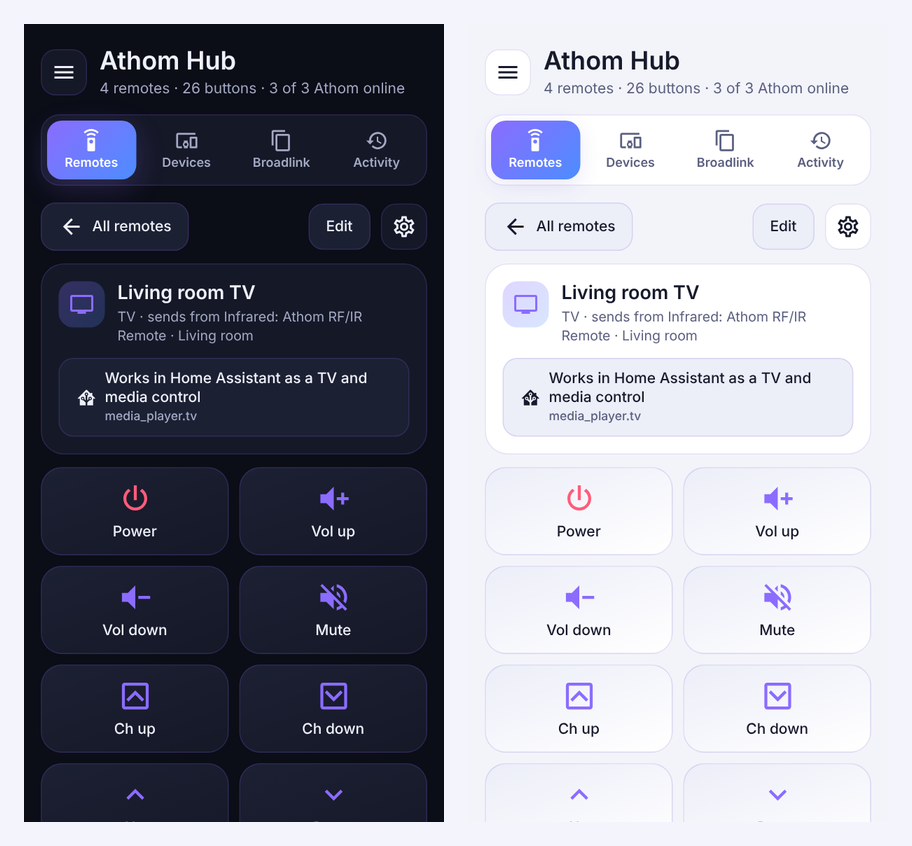 Athom Hub
4 remotes · 26 buttons · 3 of 3 Athom online
Remotes
Devices
Broadlink
Activity
All remotes
Edit
Living room TV
TV · sends from Infrared: Athom RF/IR
Remote · Living room
Works in Home Assistant as a TV and
media control
media_player.tv
Power
Vol up
Vol down
Mute
Ch up
Ch down
Athom Hub
4 remotes · 26 buttons · 3 of 3 Athom online
Remotes
Devices
Broadlink
Activity
All remotes
Edit
Living room TV
TV · sends from Infrared: Athom RF/IR
Remote · Living room
Works in Home Assistant as a TV and
media control
media_player.tv
Power
Vol up
Vol down
Mute
Ch up
Ch down